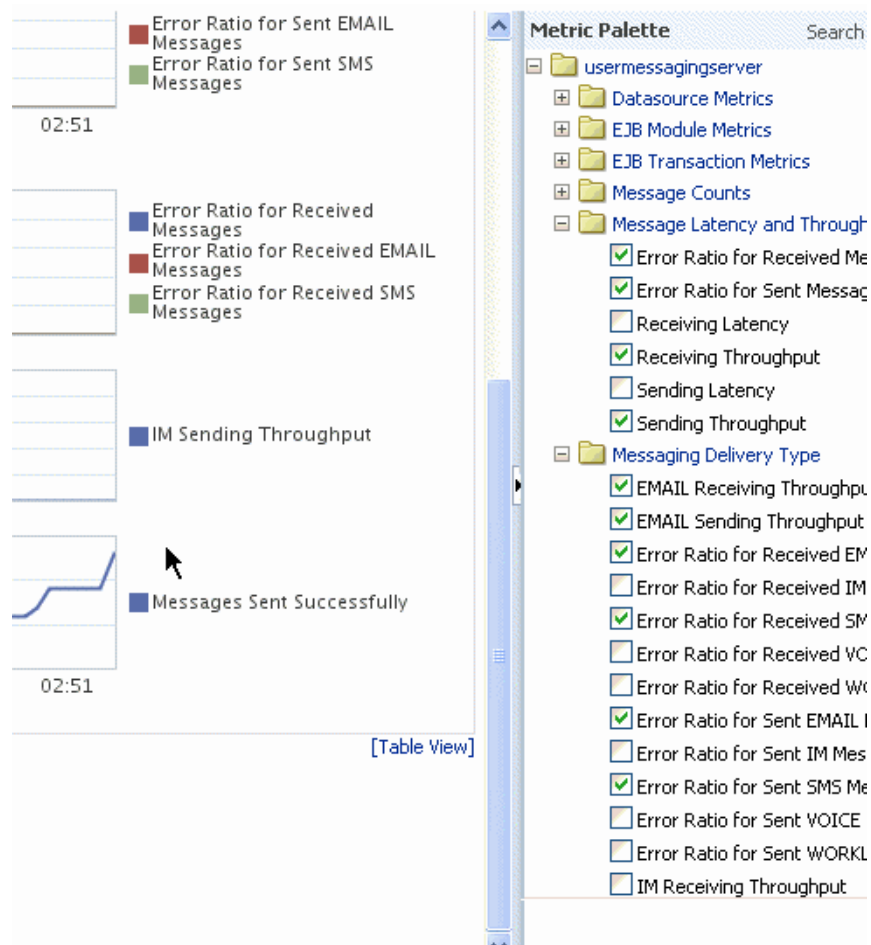 Error Ratio for Sent EMAIL
Messages
Error Ratio for Sent SMS
Messages
02:51
Error Ratio for Received
Messages
Error Ratio for Received EMAIL
Messages
Error Ratio for Received SMS
Messages
IM Sending Throughput
Messages Sent Successfully
02:51
[Table View]
Metric Palette Search
usermessagingserver
Datasource Metrics
EJB Module Metrics
EJB Transaction Metrics
Message Counts
Message Latency and Through
Error Ratio for Received Me
Error Ratio for Sent Messag
Receiving Latency
Receiving Throughput
Sending Latency
Sending Throughput
Messaging Delivery Type
EMAIL Receiving Throughpu
EMAIL Sending Throughput
Error Ratio for Received EM
Error Ratio for Received IM
Error Ratio for Received SM
Error Ratio for Received VO
Error Ratio for Received WO
Error Ratio for Sent EMAIL
Error Ratio for Sent IM Mes
Error Ratio for Sent SMS Me
Error Ratio for Sent VOICE
Error Ratio for Sent WORKL
IM Receiving Throughput